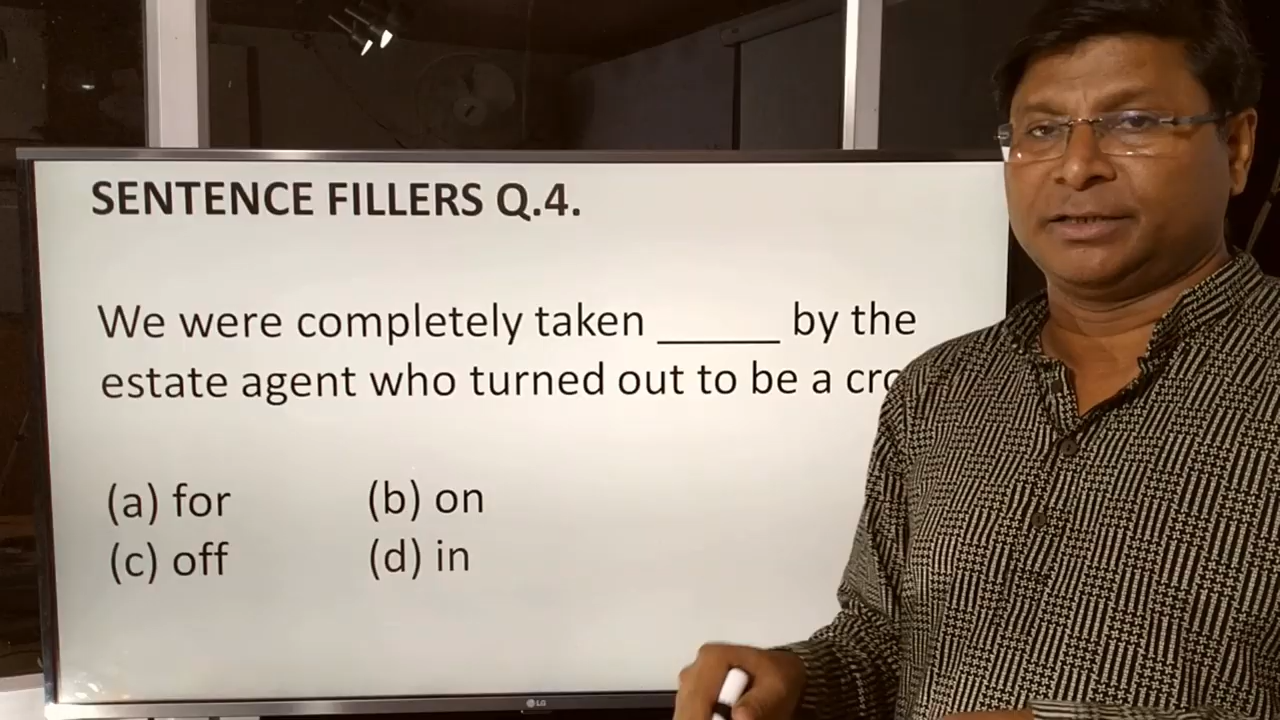 SENTENCE FILLERS Q.4.
We were completely taken ______ by the
estate agent who turned out to be a
(a) for (b) on
(c) off (d) in
LG